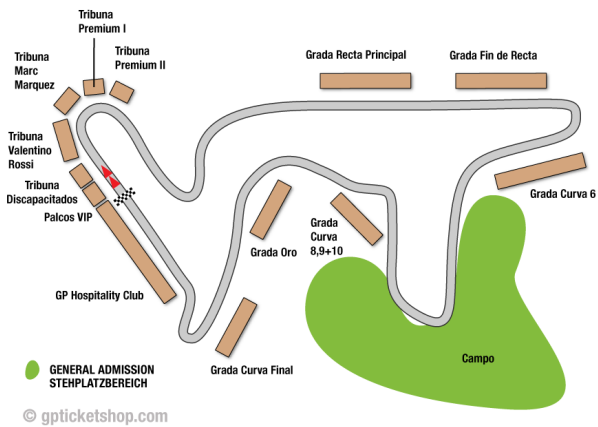 Tribuna
Premium I
Tribuna
Premium II
Tribuna
Marc
Marquez
Grada Recta Principal
Grada Fin de Recta
Tribuna
Valentino
Rossi
Tribuna
Discapacitados
Palcos VIP
Grada Curva 6
Grada
Curva
8,9+10
Grada Oro
GP Hospitality Club
Grada Curva Final
Campo
GENERAL ADMISSION
STEHPLATZBEREICH
© gpticketshop.com